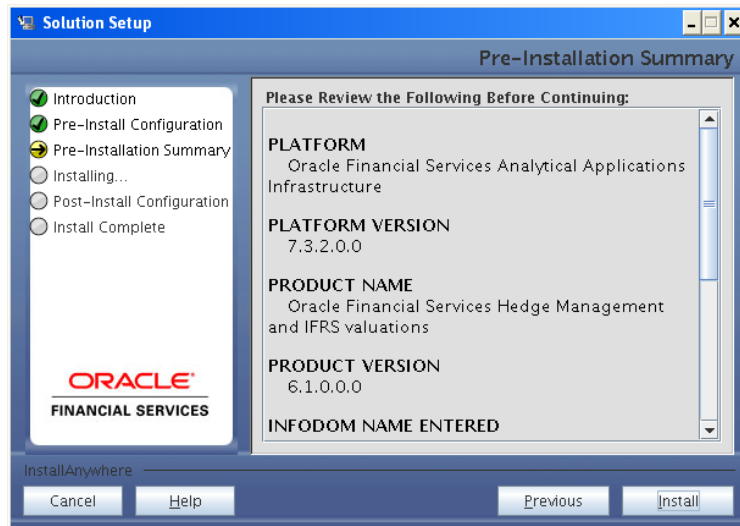 Solution Setup
Pre-Installation Summary
Introduction
Pre-Install Configuration
Pre-Installation Summary
Installing...
Post-Install Configuration
Install Complete
ORACLE®
FINANCIAL SERVICES
Please Review the Following Before Continuing:
PLATFORM
Oracle Financial Services Analytical Applications
Infrastructure
PLATFORM VERSION
7.3.2.0.0
PRODUCT NAME
Oracle Financial Services Hedge Management
and IFRS valuations
PRODUCT VERSION
6.1.0.0.0
INFODOM NAME ENTERED
InstallAnywhere
Cancel
Help
Previous
Install